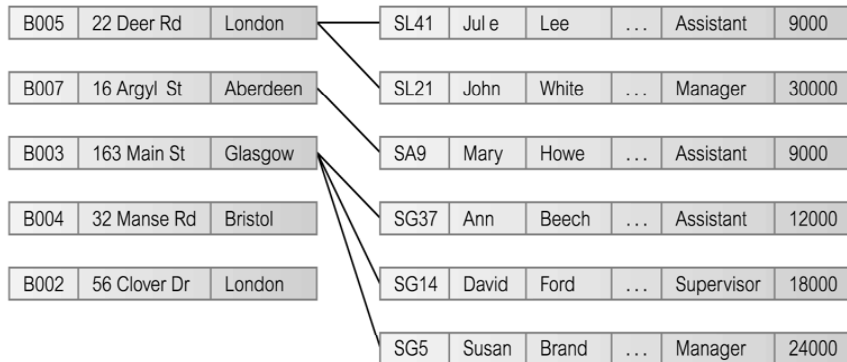 B005 22 Deer Rd London SL41 Jul e Lee ... Assistant 9000
B007 16 Argyl St Aberdeen SL21 John White ... Manager 30000
B003 163 Main St Glasgow SA9 Mary Howe ... Assistant 9000
B004 32 Manse Rd Bristol SG37 Ann Beech ... Assistant 12000
B002 56 Clover Dr London SG14 David Ford ... Supervisor 18000
SG5 Susan Brand ... Manager 24000